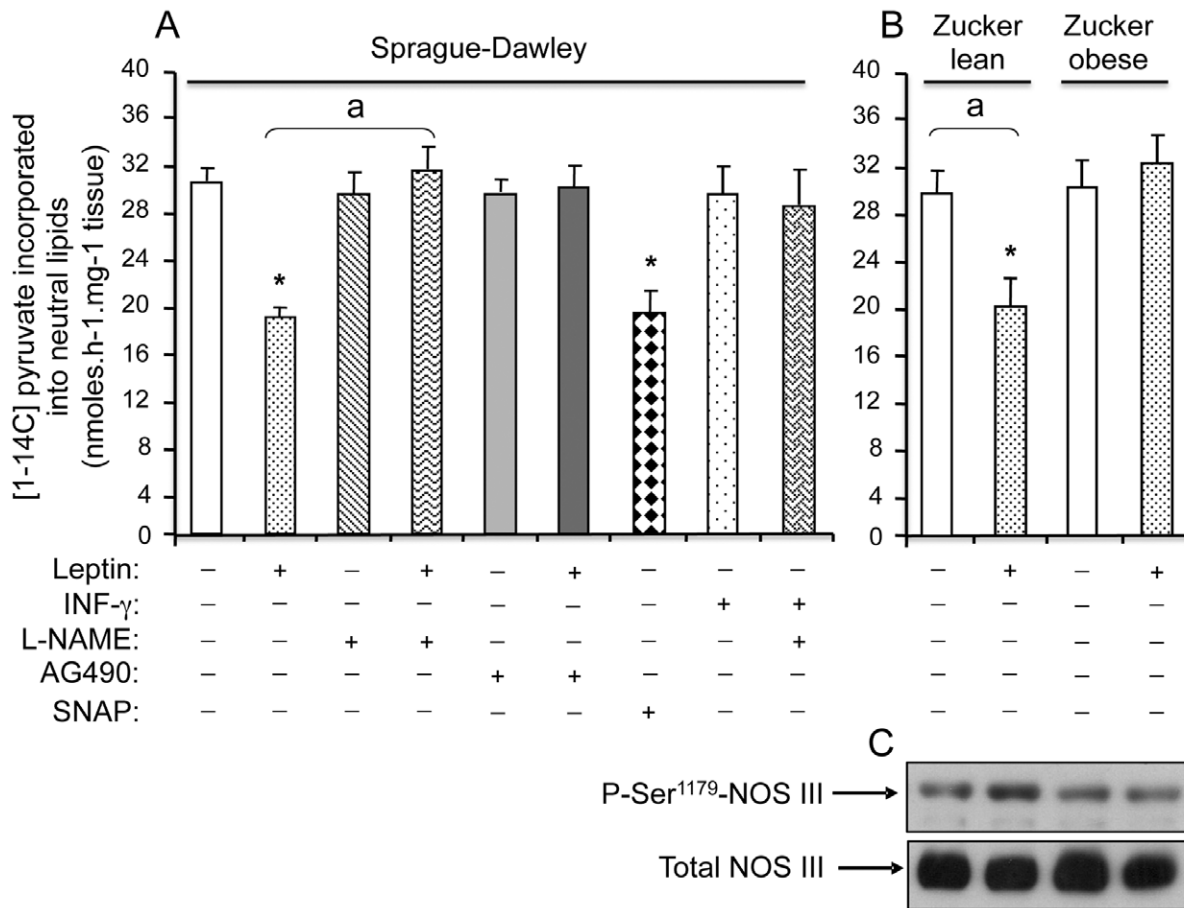 A
Sprague-Dawley
B
Zucker lean
Zucker obese
[1-14C] pyruvate incorporated
into neutral lipids
(nmoles.h-1.mg-1 tissue)
40 40
36 36
32 32
28 28
24 24
20 20
16 16
12 12
8 8
4 4
0 0
a a
* * *
Leptin: – + – + – + – – – – + – +
INF-γ: – – – – – – – + + – – – –
L-NAME: – – + + – – – – + – – – –
AG490: – – – – + + – – – – – – –
SNAP: – – – – – – + – – – – – –
C
P-Ser¹¹⁷⁹-NOS III
Total NOS III